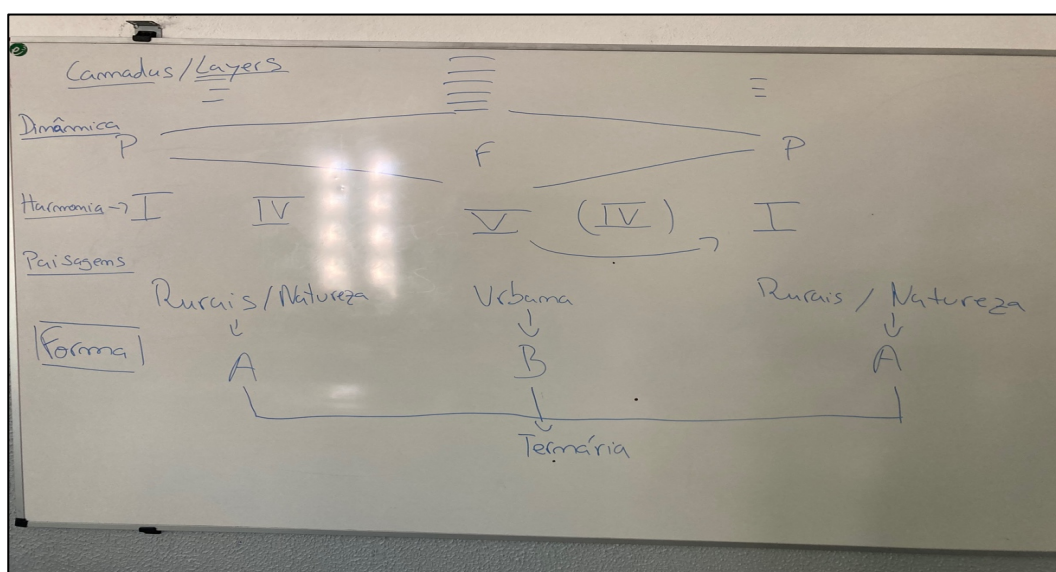 Camadas/Layers
Dinâmica
P F P
Harmonia → I IV V (IV) I
Paisagens
Rurais/Natureza Urbana Rurais / Natureza
Forma
A B A
Ternária